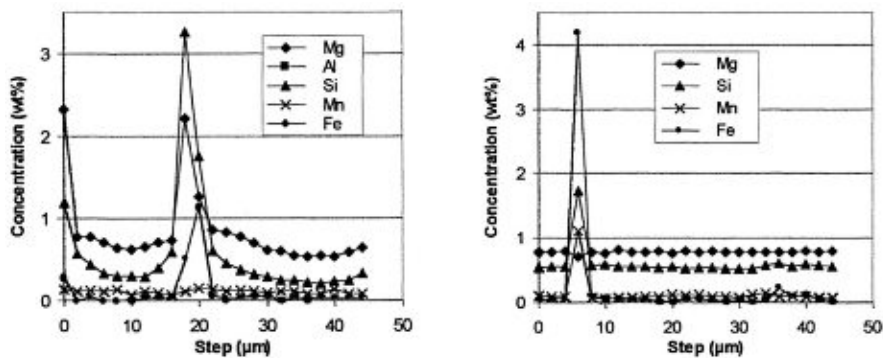 Concentration (wt%)
3
2
1
0
Mg
Al
Si
Mn
Fe
0 10 20 30 40 50
Step (µm)
Concentration (wt%)
4
3
2
1
0
Mg
Si
Mn
Fe
0 10 20 30 40 50
Step (µm)